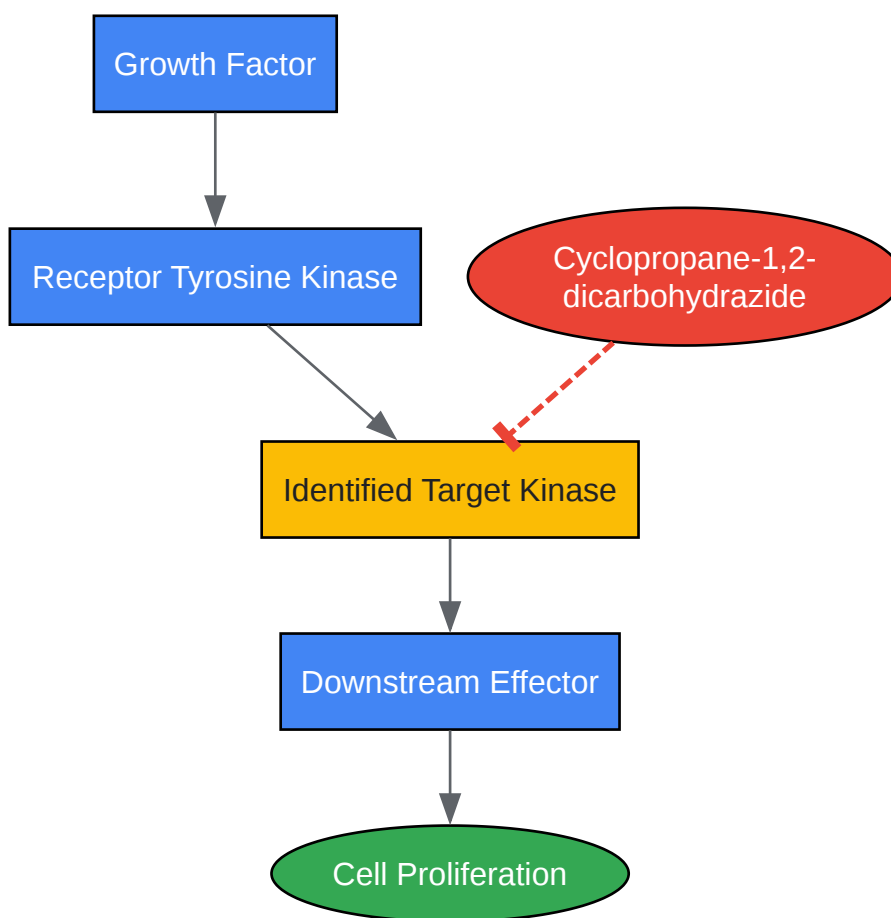 Growth Factor
Receptor Tyrosine Kinase
Cyclopropane-1,2-
dicarbohydrazide
Identified Target Kinase
Downstream Effector
Cell Proliferation